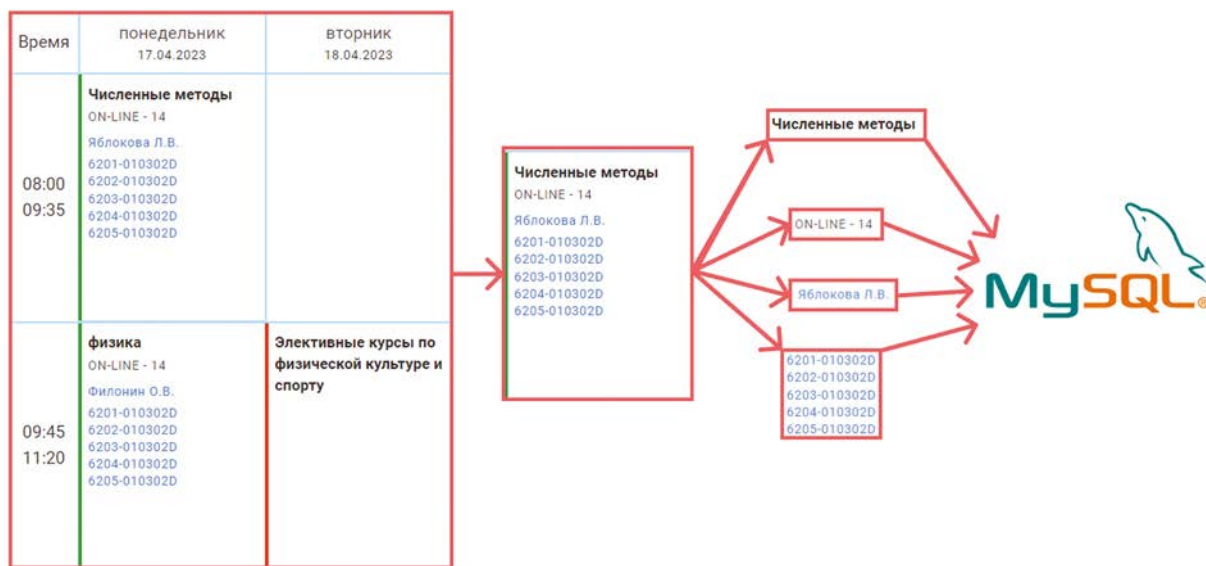 Время
понедельник
17.04.2023
вторник
18.04.2023
08:00
09:35
Численные методы
ON-LINE - 14
Яблокова Л.В.
6201-010302D
6202-010302D
6203-010302D
6204-010302D
6205-010302D
09:45
11:20
физика
ON-LINE - 14
Филонин О.В.
6201-010302D
6202-010302D
6203-010302D
6204-010302D
6205-010302D
Элективные курсы по
физической культуре и
спорту
Численные методы
ON-LINE - 14
Яблокова Л.В.
6201-010302D
6202-010302D
6203-010302D
6204-010302D
6205-010302D
Численные методы
ON-LINE - 14
Яблокова Л.В.
6201-010302D
6202-010302D
6203-010302D
6204-010302D
6205-010302D
MySQL®